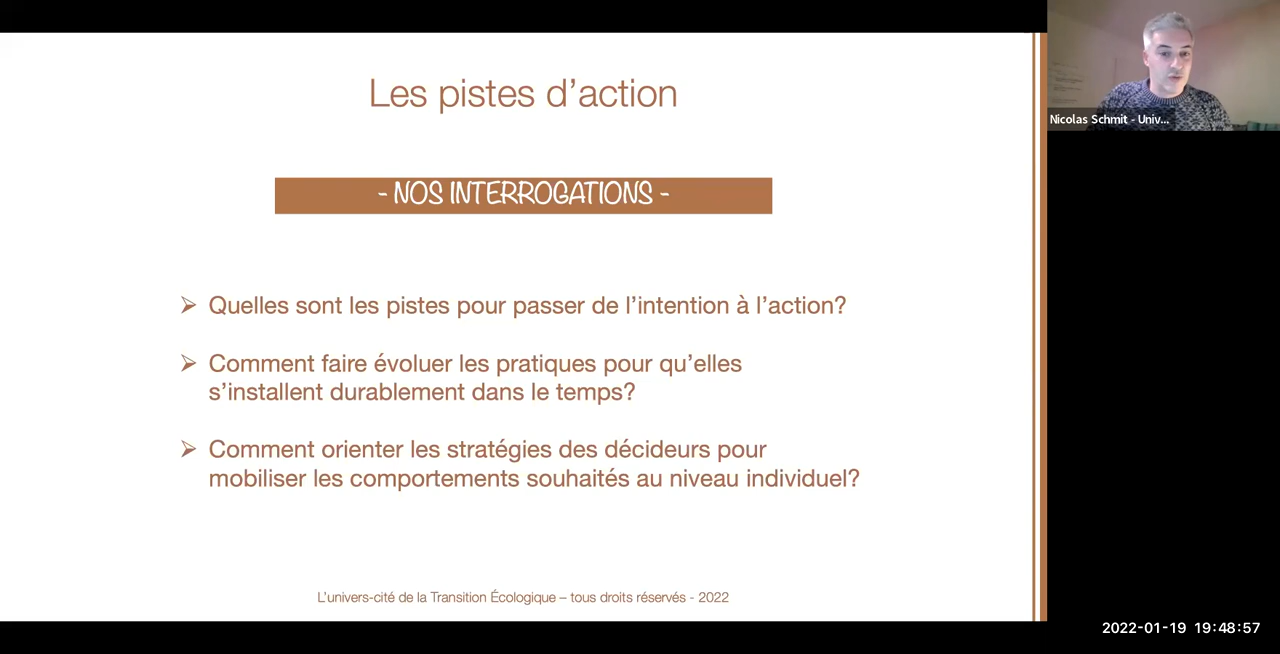 Les pistes d’action
- NOS INTERROGATIONS -
➢ Quelles sont les pistes pour passer de l’intention à l’action?
➢ Comment faire évoluer les pratiques pour qu’elles
s’installent durablement dans le temps?
➢ Comment orienter les stratégies des décideurs pour
mobiliser les comportements souhaités au niveau individuel?
L’univers-cité de la Transition Écologique – tous droits réservés - 2022
Nicolas Schmit - Univ...
2022-01-19 19:48:57